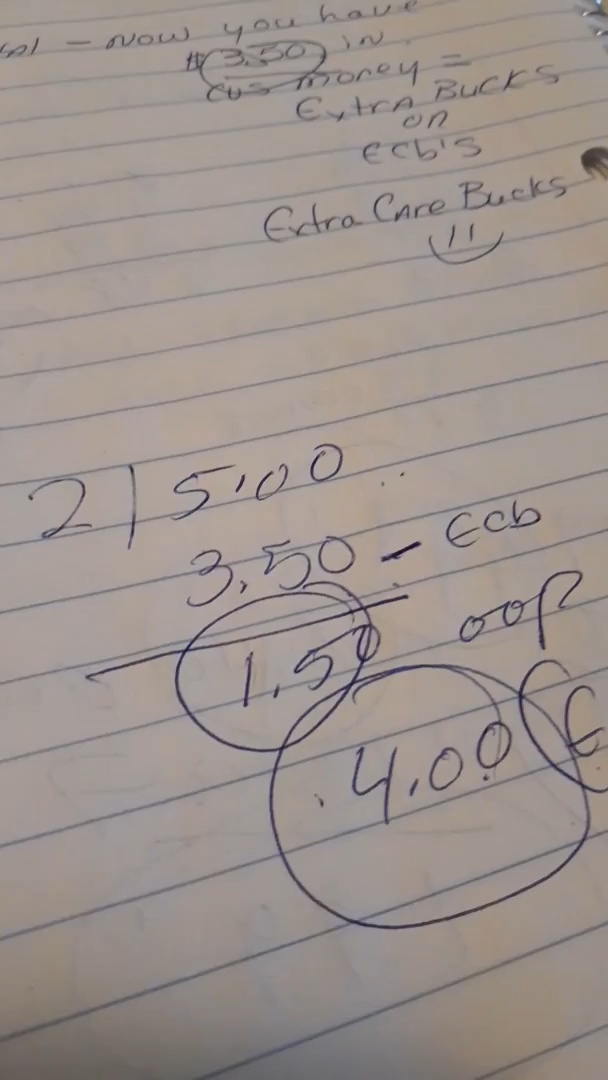 - now you have
$3.50 in
cvs money =
Extra Bucks
or
ecb's
Extra Care Bucks
2) 5.00
3.50 - ecb
1.50 oop
4.00